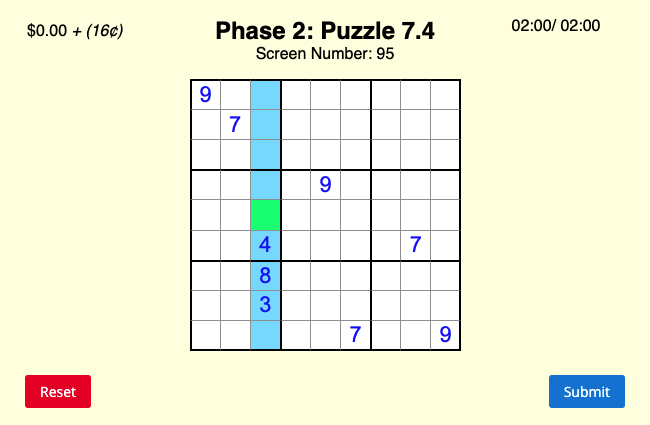 $0.00 + (16¢)
Phase 2: Puzzle 7.4
02:00/ 02:00
Screen Number: 95
9
7
9
4 7
8
3
7 9
Reset
Submit